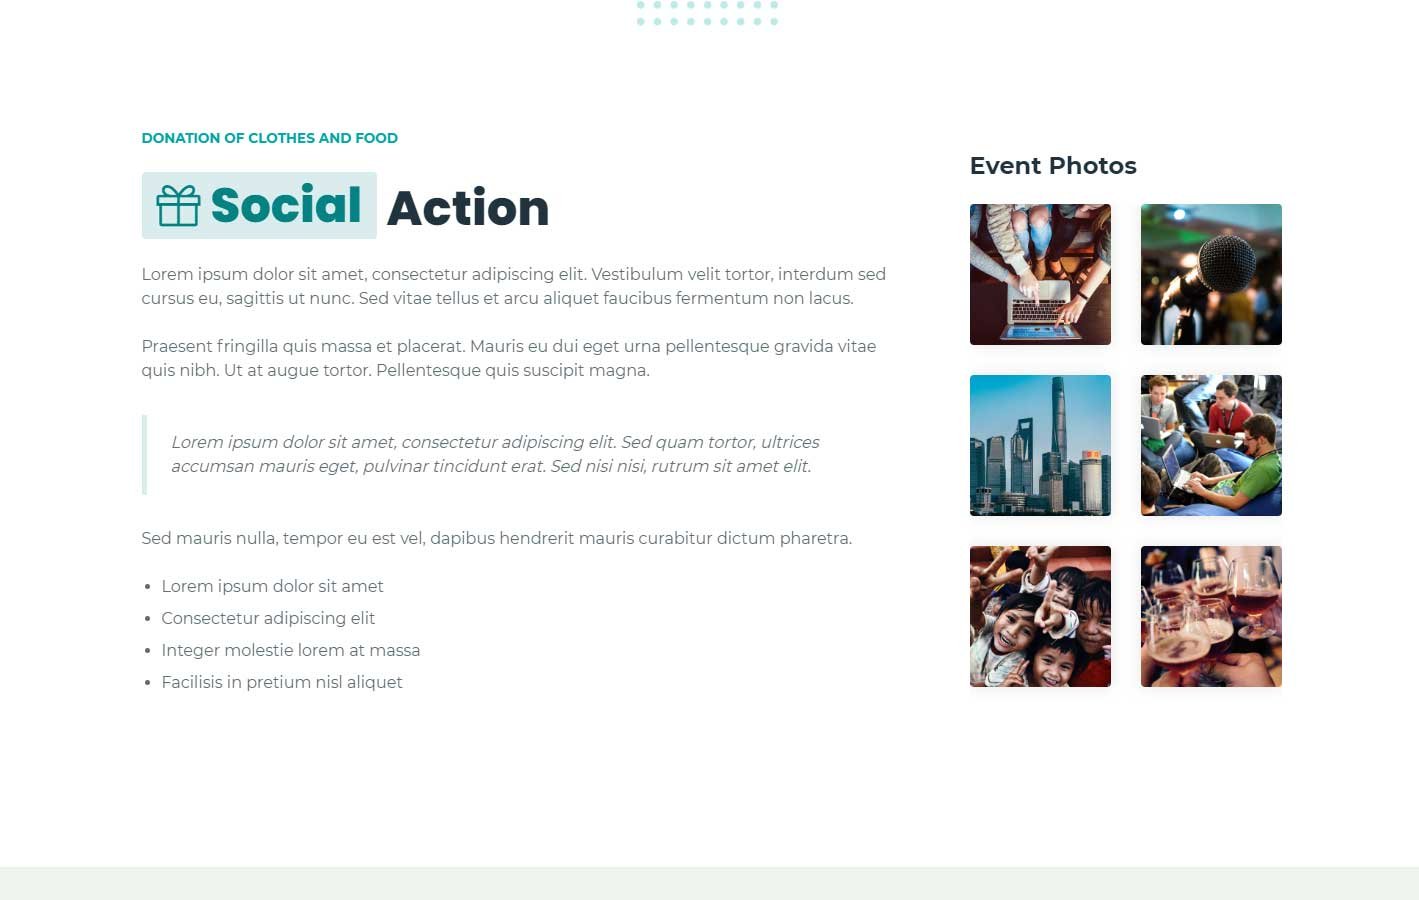 DONATION OF CLOTHES AND FOOD
Social Action
Lorem ipsum dolor sit amet, consectetur adipiscing elit. Vestibulum velit tortor, interdum sed
cursus eu, sagittis ut nunc. Sed vitae tellus et arcu aliquet faucibus fermentum non lacus.
Praesent fringilla quis massa et placerat. Mauris eu dui eget urna pellentesque gravida vitae
quis nibh. Ut at augue tortor. Pellentesque quis suscipit magna.
Lorem ipsum dolor sit amet, consectetur adipiscing elit. Sed quam tortor, ultrices
accumsan mauris eget, pulvinar tincidunt erat. Sed nisi nisi, rutrum sit amet elit.
Sed mauris nulla, tempor eu est vel, dapibus hendrerit mauris curabitur dictum pharetra.
• Lorem ipsum dolor sit amet
• Consectetur adipiscing elit
• Integer molestie lorem at massa
• Facilisis in pretium nisl aliquet
Event Photos